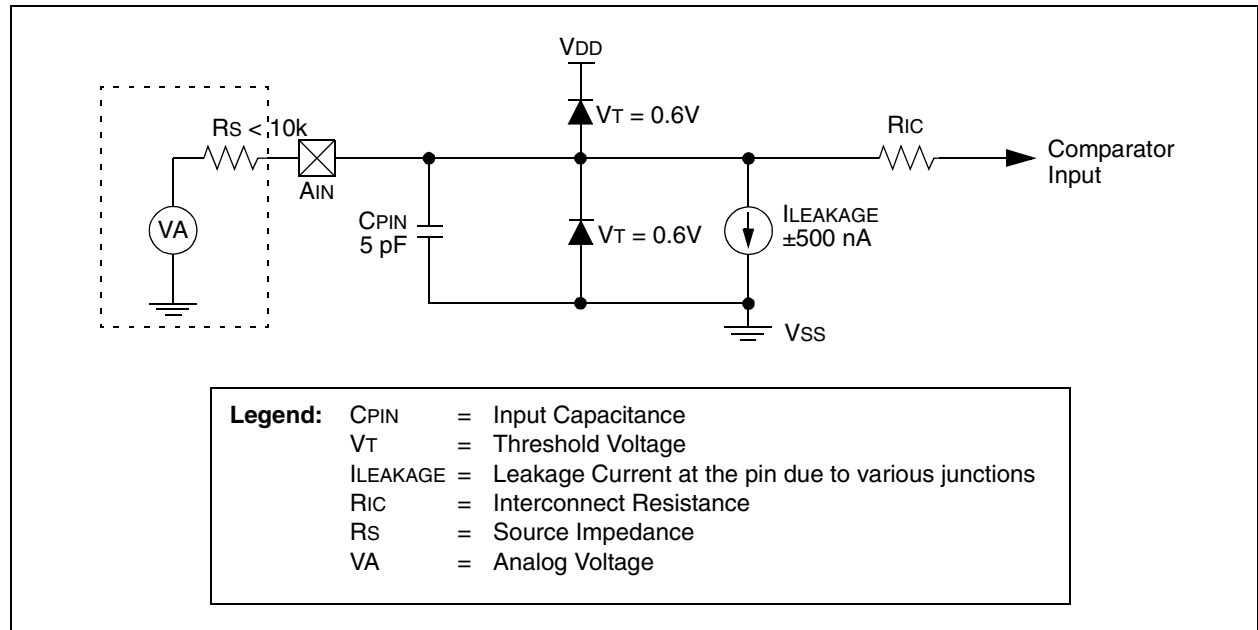 VDD
VT = 0.6V
RS < 10k
RIC
Comparator
Input
AIN
VA
CPIN
5 pF
VT = 0.6V
ILEAKAGE
±500 nA
VSS
Legend: CPIN = Input Capacitance
VT = Threshold Voltage
ILEAKAGE = Leakage Current at the pin due to various junctions
RIC = Interconnect Resistance
RS = Source Impedance
VA = Analog Voltage